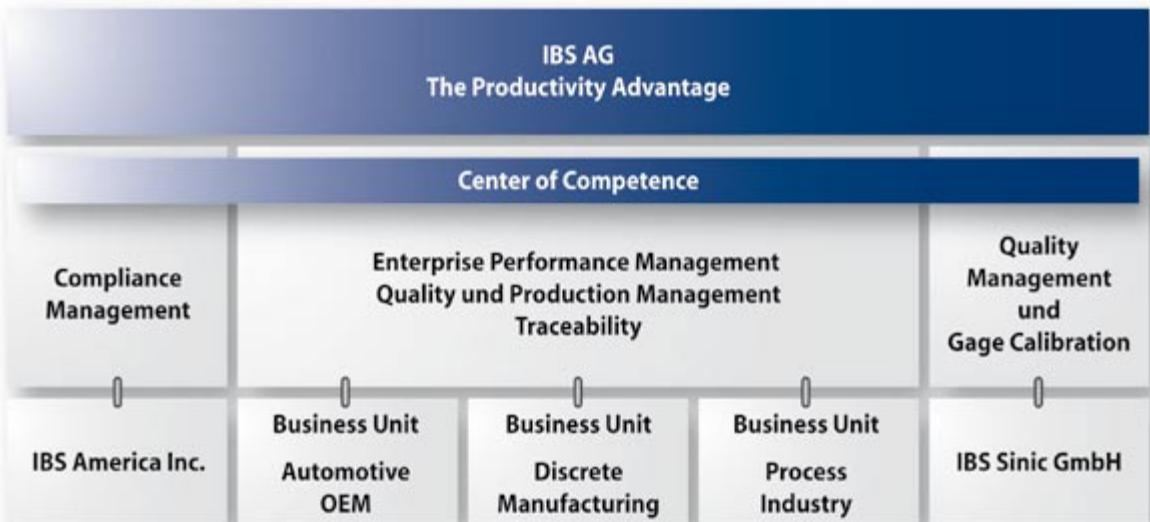 IBS AG
The Productivity Advantage
Center of Competence
Compliance
Management
Enterprise Performance Management
Quality und Production Management
Traceability
Quality
Management
und
Gage Calibration
IBS America Inc.
Business Unit
Automotive
OEM
Business Unit
Discrete
Manufacturing
Business Unit
Process
Industry
IBS Sinic GmbH